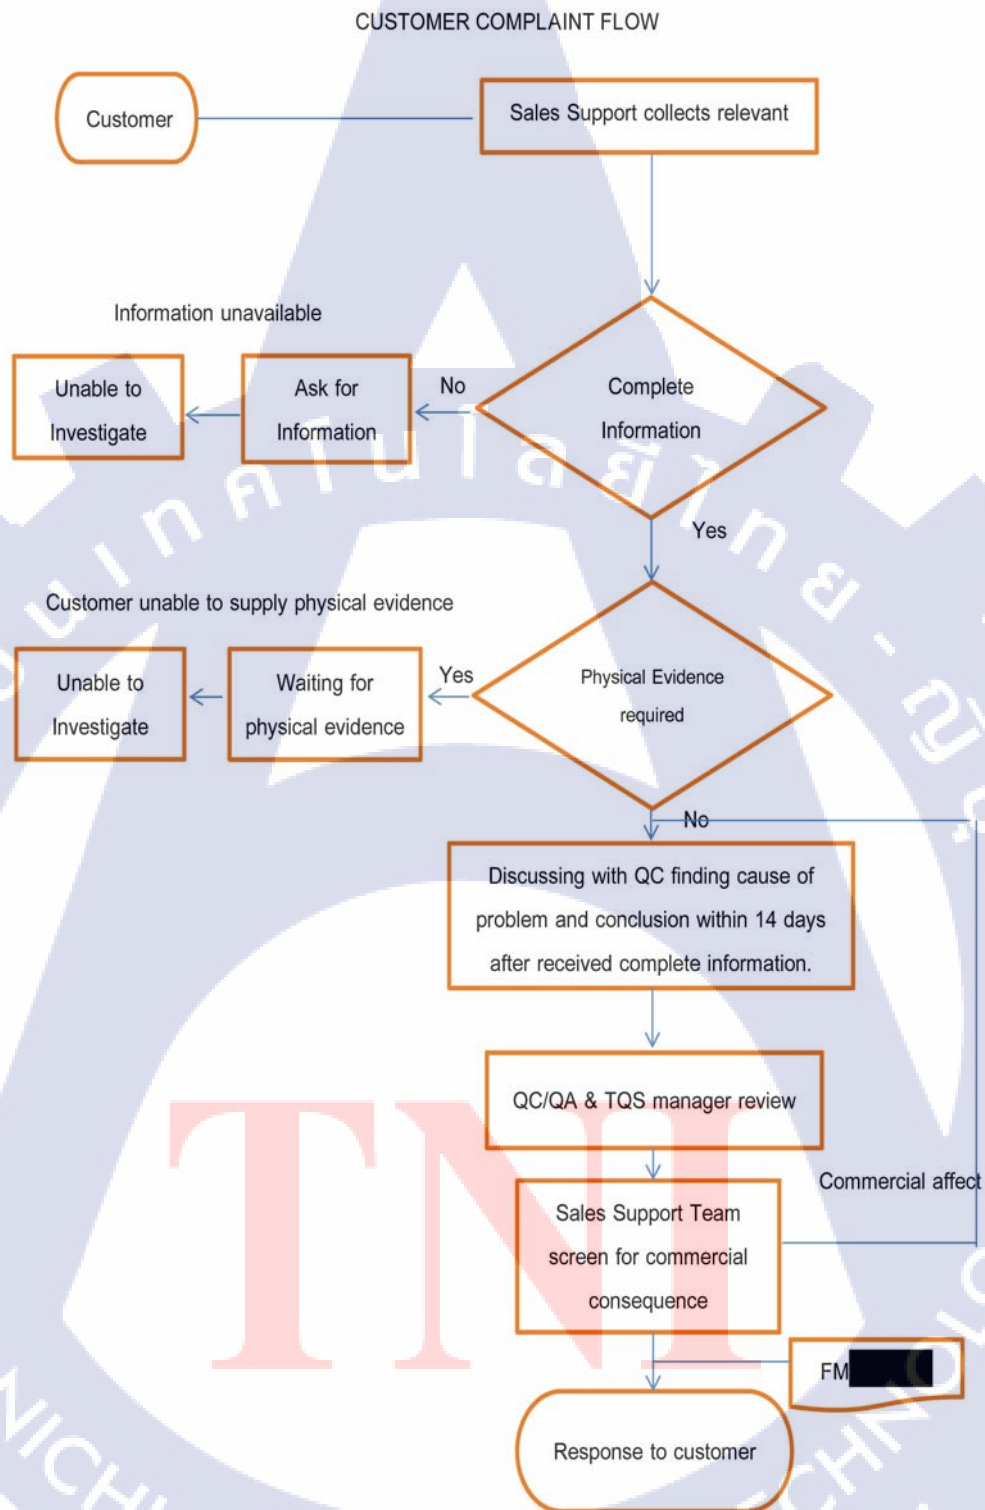 CUSTOMER COMPLAINT FLOW
Customer
Sales Support collects relevant
Information unavailable
Unable to
Investigate
Ask for
Information
No
Complete
Information
Yes
Customer unable to supply physical evidence
Unable to
Investigate
Waiting for
physical evidence
Yes
Physical Evidence
required
No
Discussing with QC finding cause of
problem and conclusion within 14 days
after received complete information.
QC/QA & TQS manager review
Commercial affect
Sales Support Team
screen for commercial
consequence
FM
Response to customer
TNI